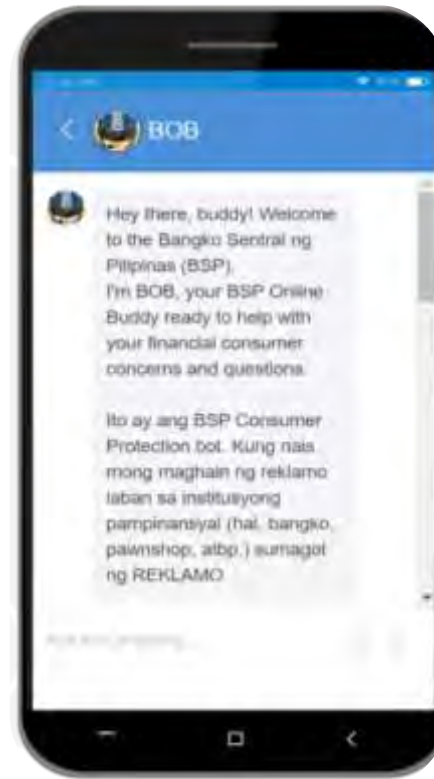 BOB
Hey there, buddy! Welcome
to the Bangko Sentral ng
Pilipinas (BSP).
I'm BOB, your BSP Online
Buddy ready to help with
your financial consumer
concerns and questions.
Ito ay ang BSP Consumer
Protection bot. Kung nais
mong maghain ng reklamo
laban sa institusyong
pampinansyal (hal. bangko,
pawnshop, atbp.) sumagot
ng REKLAMO